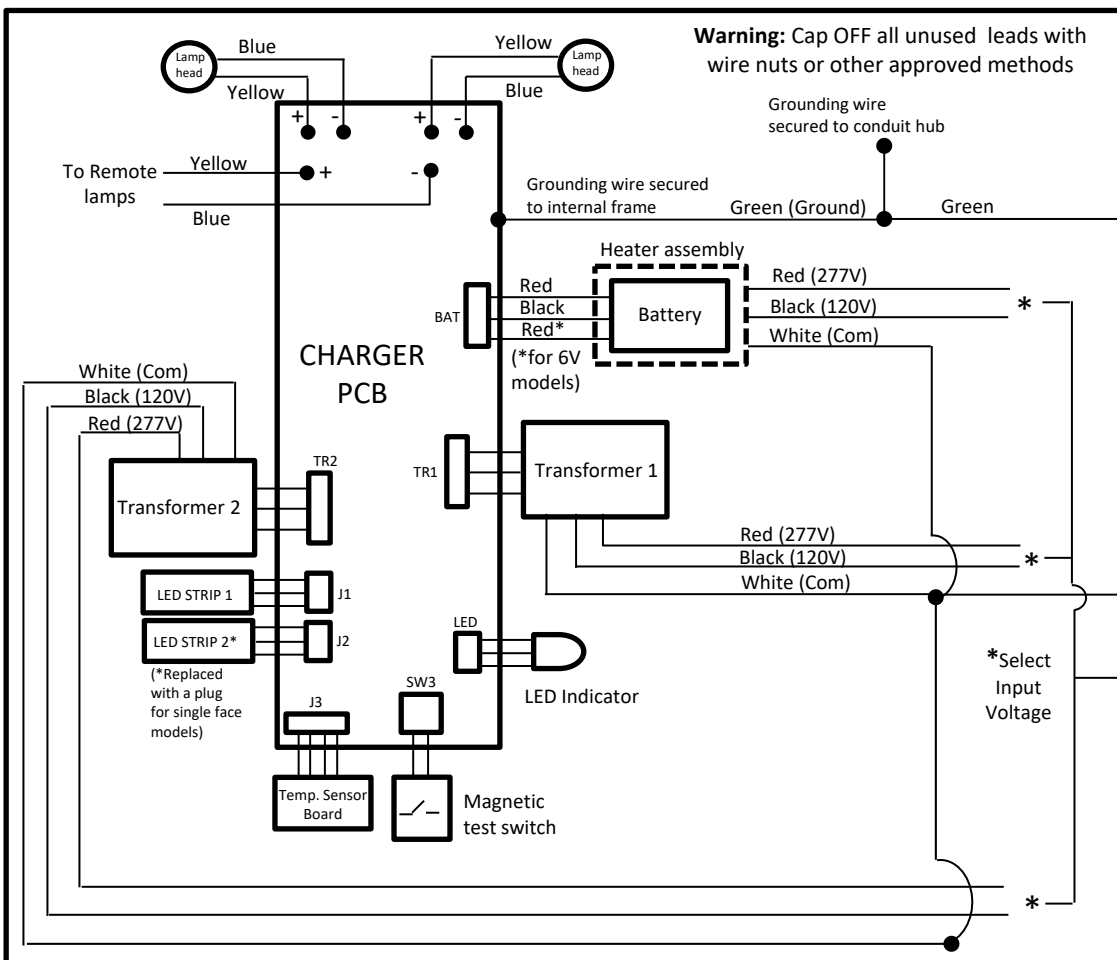 Blue
Lamp
head
Yellow
Yellow
Lamp
head
Blue
Warning: Cap OFF all unused leads with
wire nuts or other approved methods
Grounding wire
secured to conduit hub
+ - + -
To Remote
lamps
Yellow
+
-
Blue
Grounding wire secured
to internal frame
Green (Ground)
Green
Heater assembly
Red
Black
Red*
(*for 6V
models)
BAT
Battery
Red (277V)
Black (120V)
White (Com)
*
CHARGER
PCB
White (Com)
Black (120V)
Red (277V)
Transformer 2
TR2
TR1
Transformer 1
Red (277V)
Black (120V)
White (Com)
*
LED STRIP 1
J1
LED STRIP 2*
J2
(*Replaced
with a plug
for single face
models)
LED
LED Indicator
*Select
Input
Voltage
J3
SW3
Temp. Sensor
Board
Magnetic
test switch
*